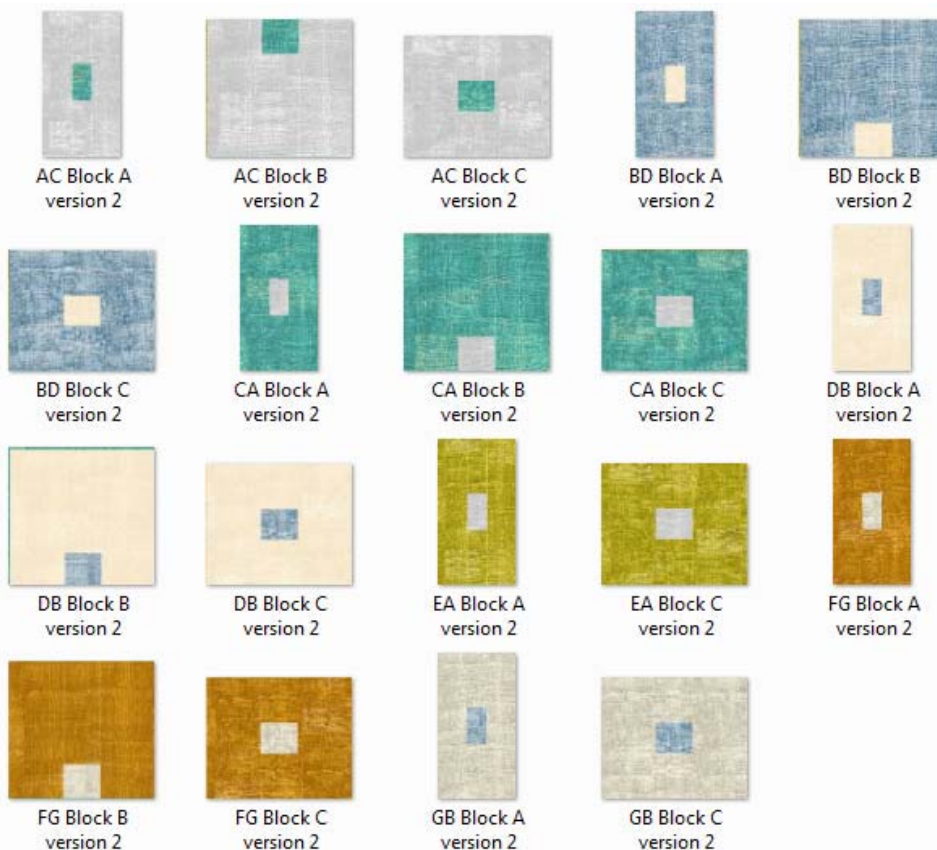 AC Block A
version 2
AC Block B
version 2
AC Block C
version 2
BD Block A
version 2
BD Block B
version 2
BD Block C
version 2
CA Block A
version 2
CA Block B
version 2
CA Block C
version 2
DB Block A
version 2
DB Block B
version 2
DB Block C
version 2
EA Block A
version 2
EA Block C
version 2
FG Block A
version 2
FG Block B
version 2
FG Block C
version 2
GB Block A
version 2
GB Block C
version 2